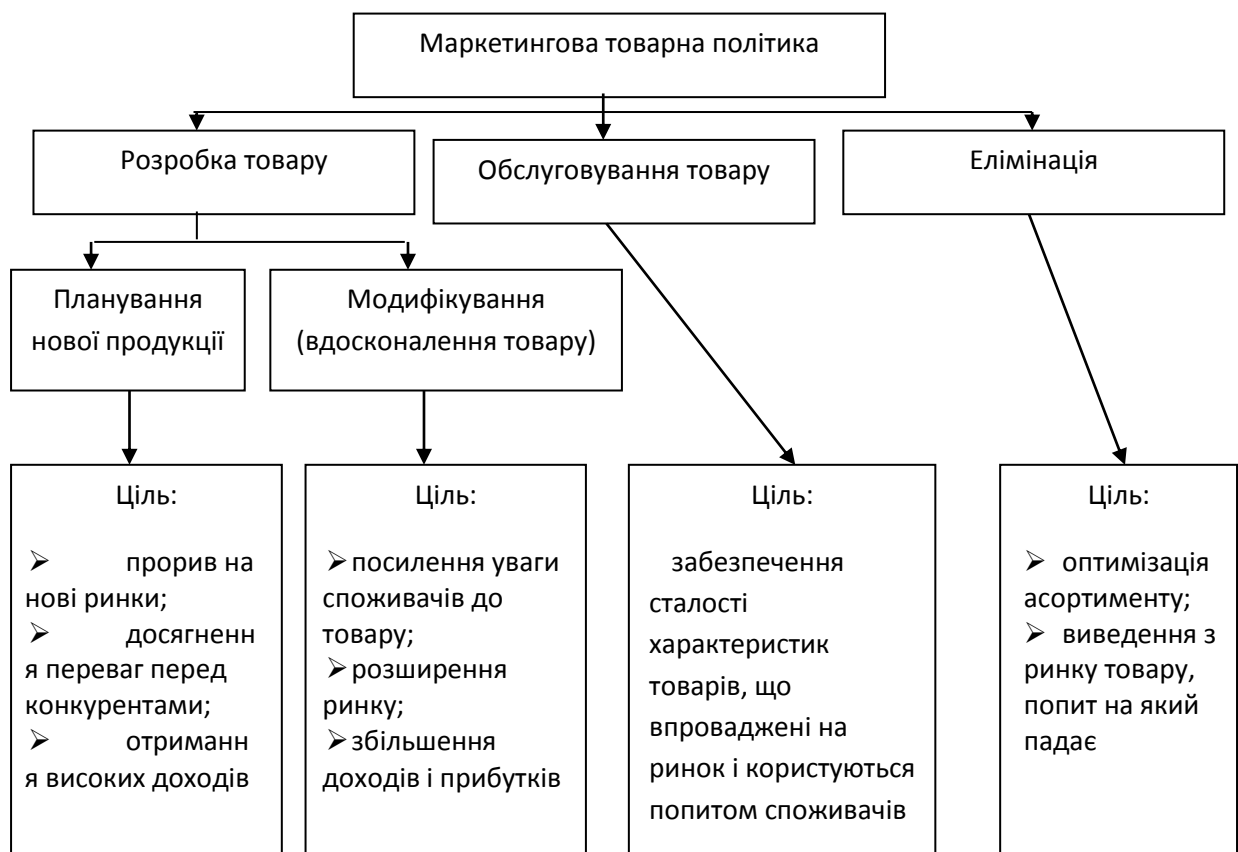 Маркетингова товарна політика
Розробка товару
Обслуговування товару
Елімінація
Планування
нової продукції
Модифікування
(вдосконалення товару)
Ціль:
➢ прорив на
нові ринки;
➢ досягненн
я переваг перед
конкурентами;
➢ отриманн
я високих доходів
Ціль:
➢ посилення уваги
споживачів до
товару;
➢ розширення
ринку;
➢ збільшення
доходів і прибутків
Ціль:
забезпечення
сталості
характеристик
товарів, що
впроваджені на
ринок і користуються
попитом споживачів
Ціль:
➢ оптимізація
асортименту;
➢ виведення з
ринку товару,
попит на який
падає